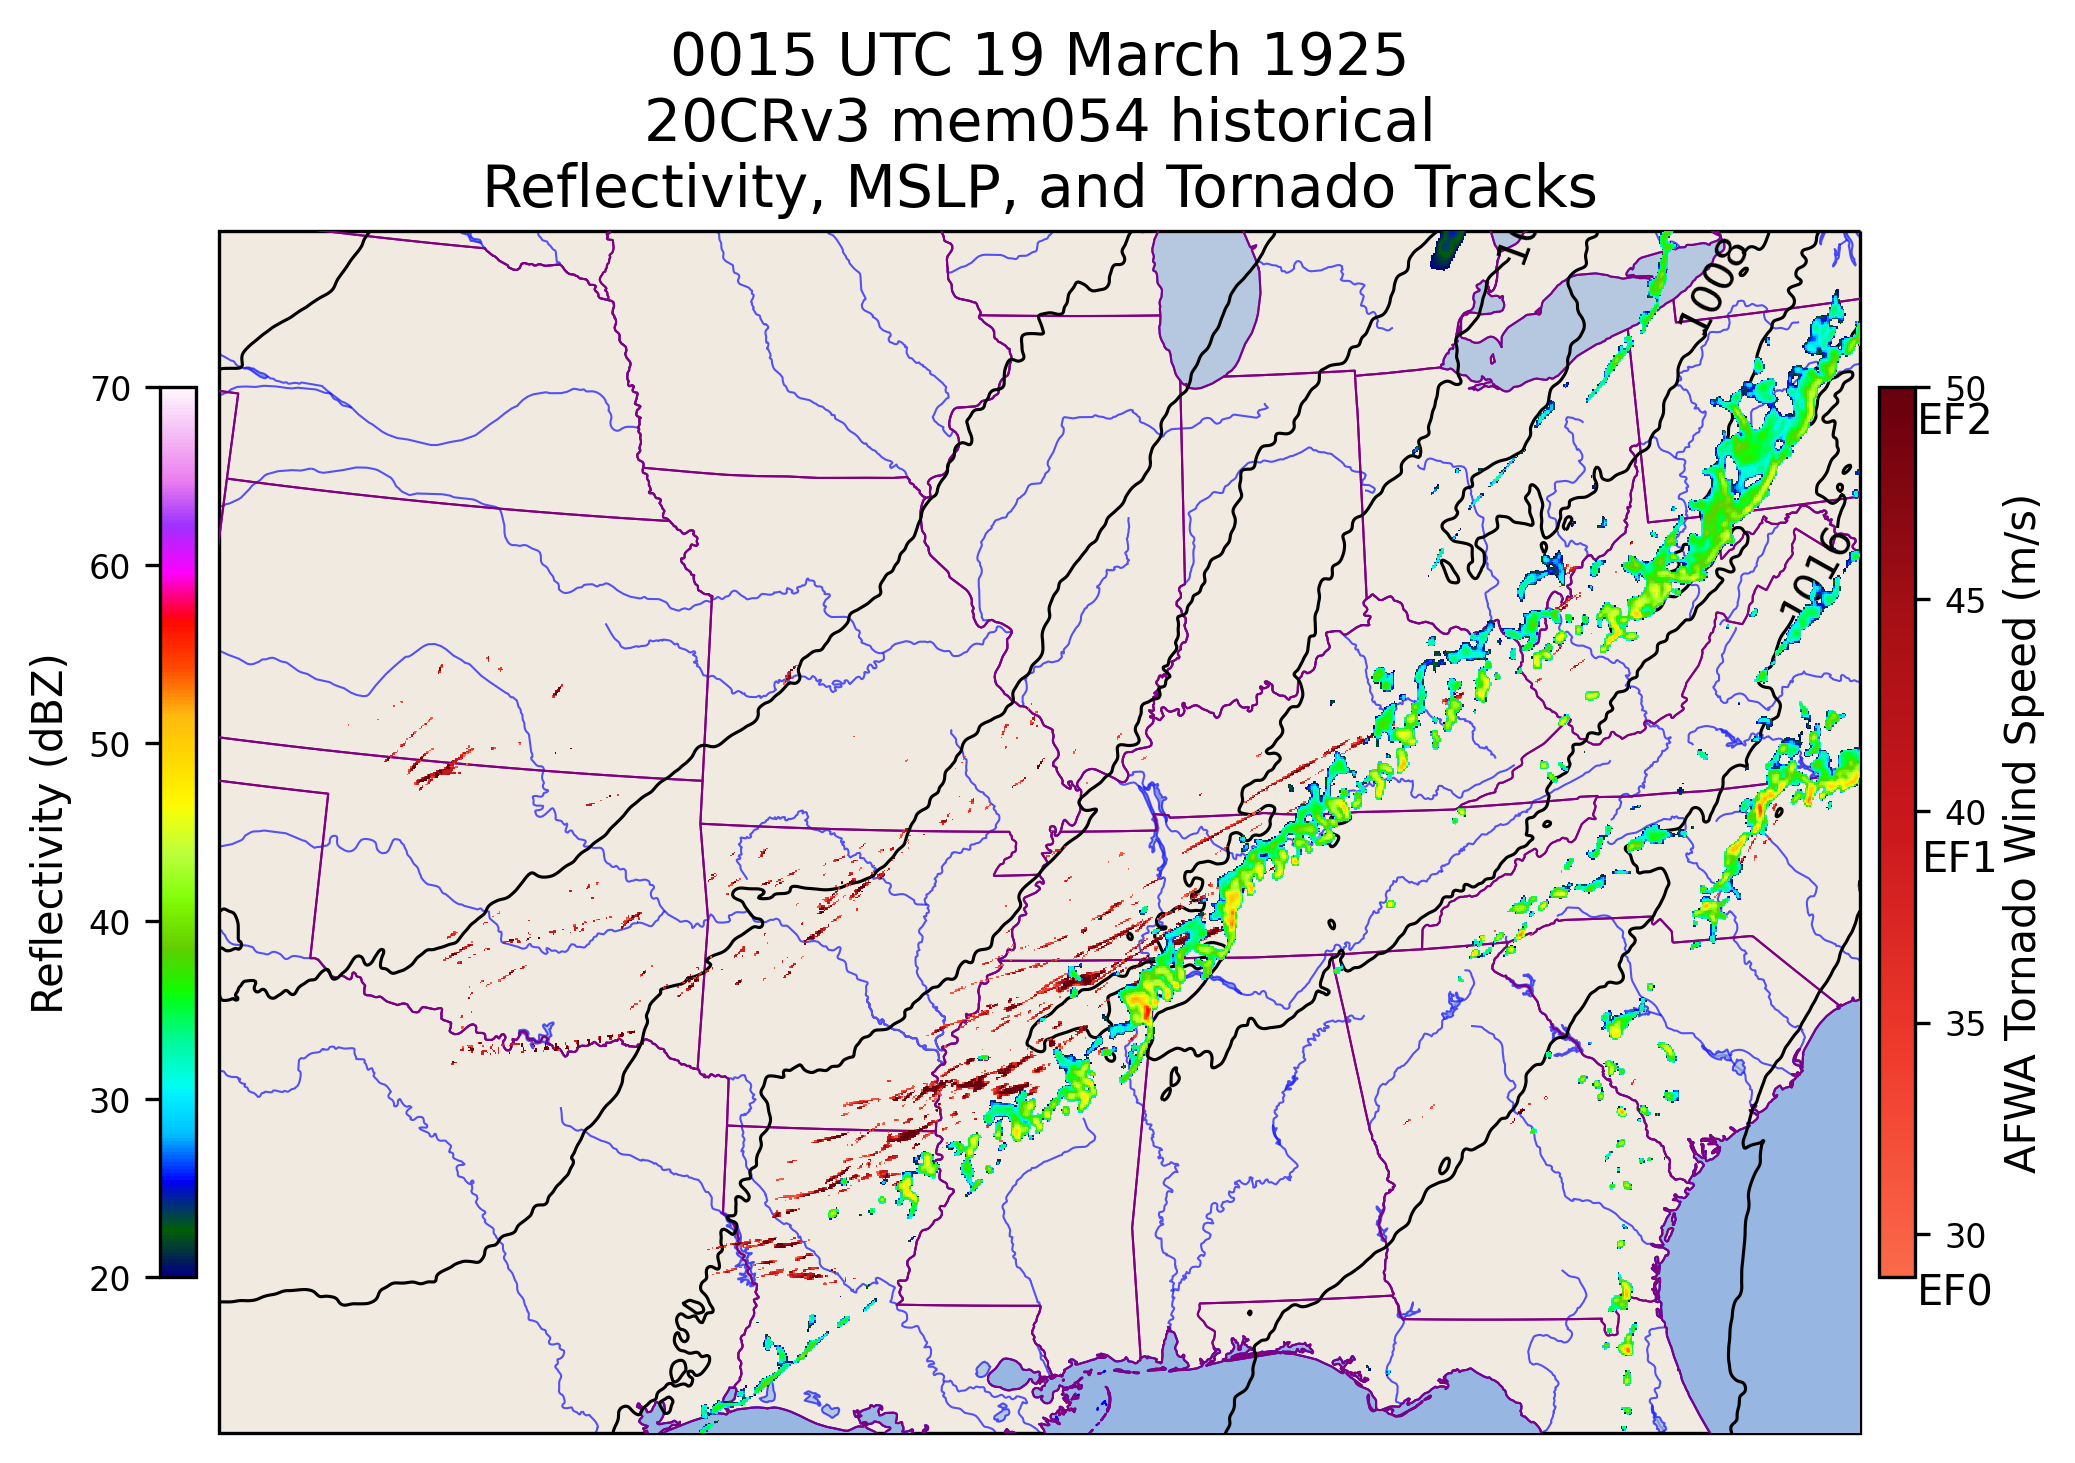 0015 UTC 19 March 1925
20CRv3 mem054 historical
Reflectivity, MSLP, and Tornado Tracks
1008
1016
Reflectivity (dBZ)
70
60
50
40
30
20
50
EF2
45
40
EF1
35
30
EF0
AFWA Tornado Wind Speed (m/s)